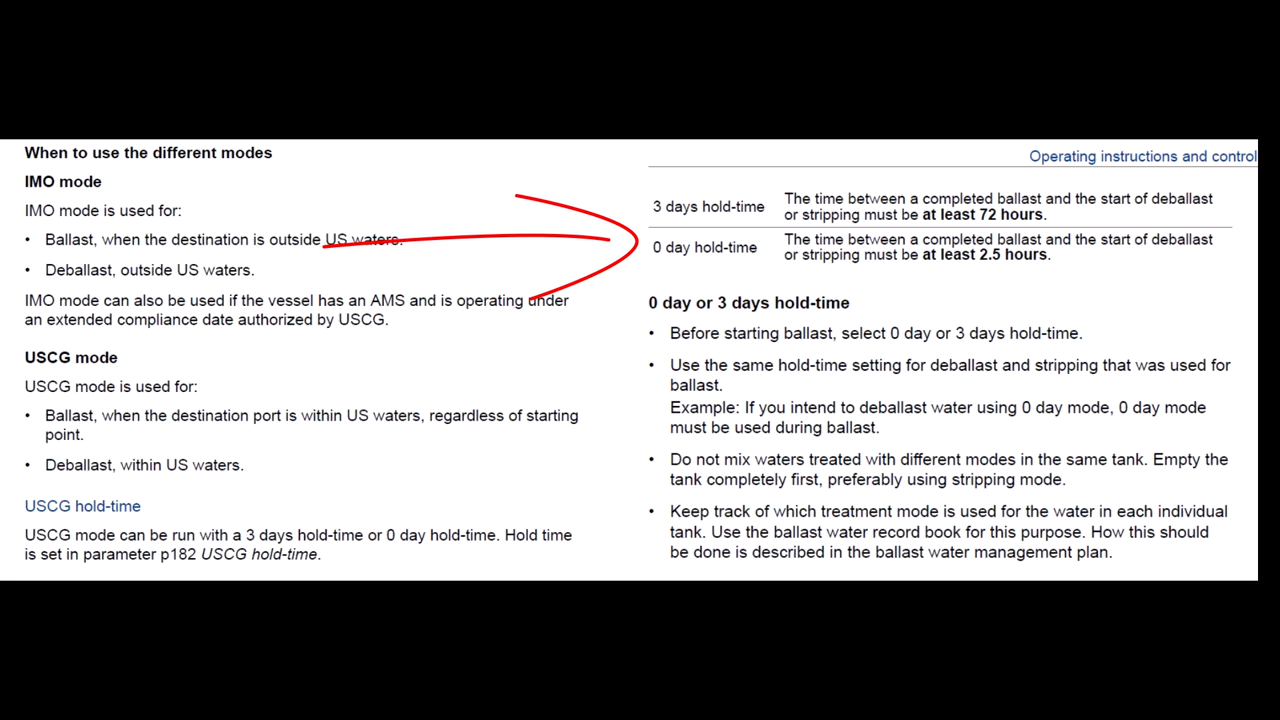 When to use the different modes
IMO mode
IMO mode is used for:
• Ballast, when the destination is outside US waters.
• Deballast, outside US waters.
IMO mode can also be used if the vessel has an AMS and is operating under
an extended compliance date authorized by USCG.
USCG mode
USCG mode is used for:
• Ballast, when the destination port is within US waters, regardless of starting
point.
• Deballast, within US waters.
USCG hold-time
USCG mode can be run with a 3 days hold-time or 0 day hold-time. Hold time
is set in parameter p182 USCG hold-time.
Operating instructions and control
3 days hold-time The time between a completed ballast and the start of deballast
or stripping must be at least 72 hours.
0 day hold-time The time between a completed ballast and the start of deballast
or stripping must be at least 2.5 hours.
0 day or 3 days hold-time
• Before starting ballast, select 0 day or 3 days hold-time.
• Use the same hold-time setting for deballast and stripping that was used for
ballast.
Example: If you intend to deballast water using 0 day mode, 0 day mode
must be used during ballast.
• Do not mix waters treated with different modes in the same tank. Empty the
tank completely first, preferably using stripping mode.
• Keep track of which treatment mode is used for the water in each individual
tank. Use the ballast water record book for this purpose. How this should
be done is described in the ballast water management plan.